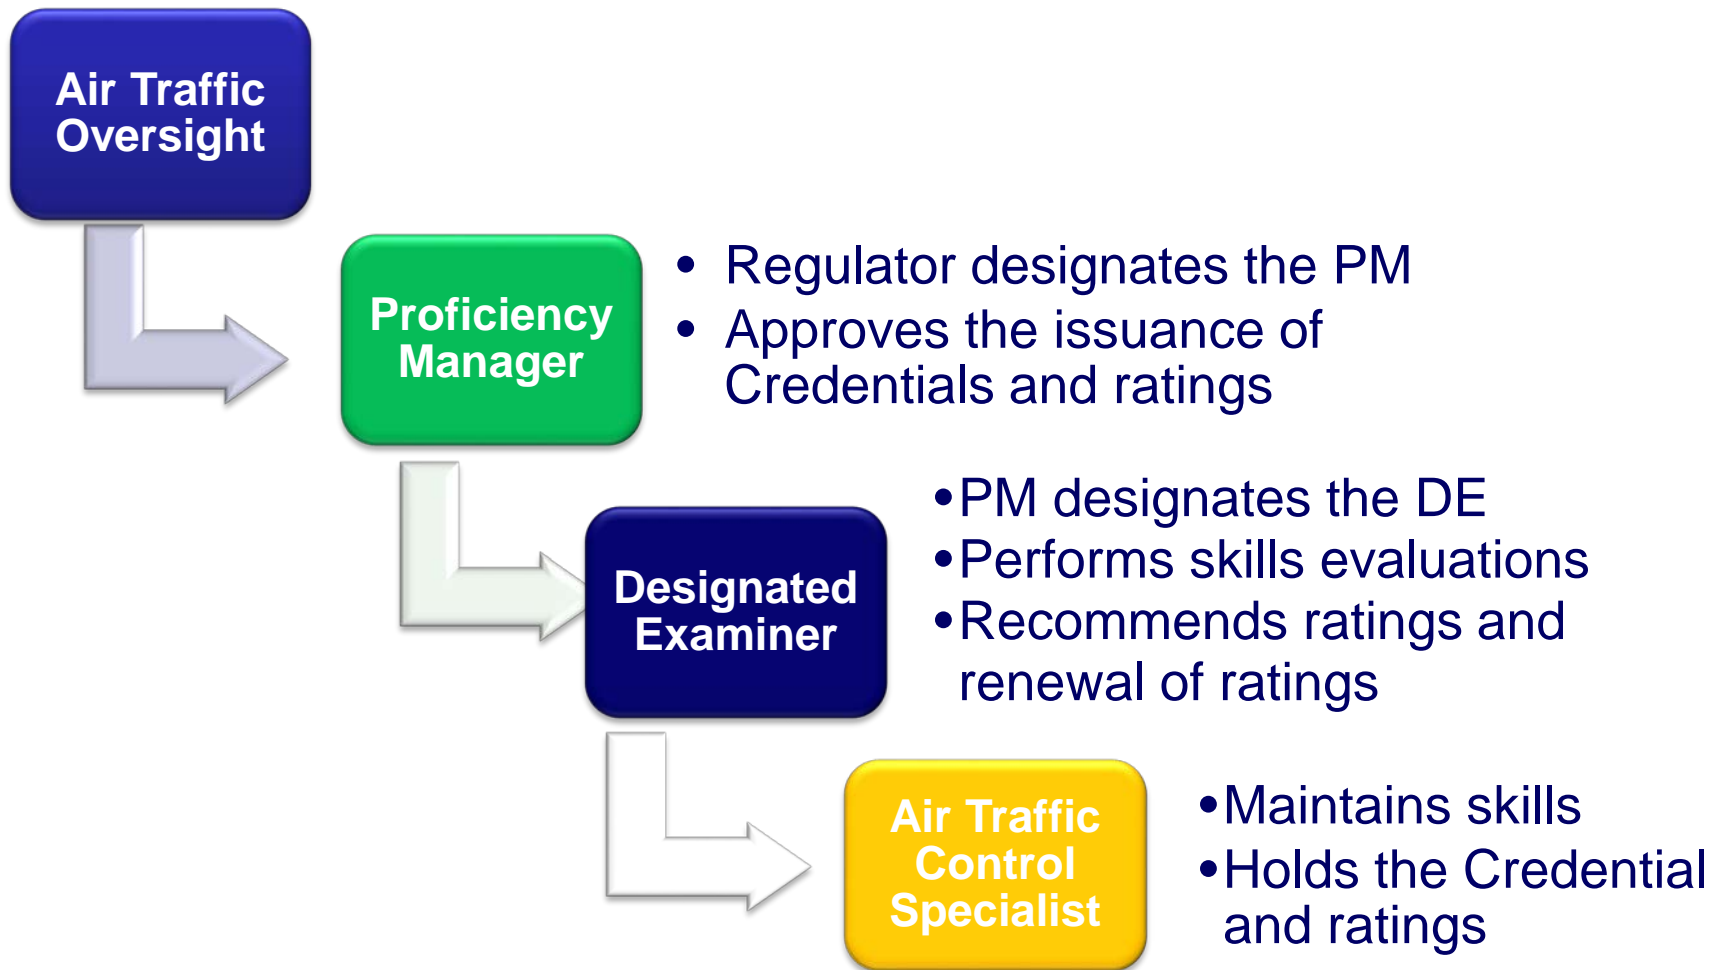 Air Traffic
Oversight
Proficiency
Manager
• Regulator designates the PM
• Approves the issuance of
Credentials and ratings
Designated
Examiner
•PM designates the DE
•Performs skills evaluations
•Recommends ratings and
renewal of ratings
Air Traffic
Control
Specialist
•Maintains skills
•Holds the Credential
and ratings